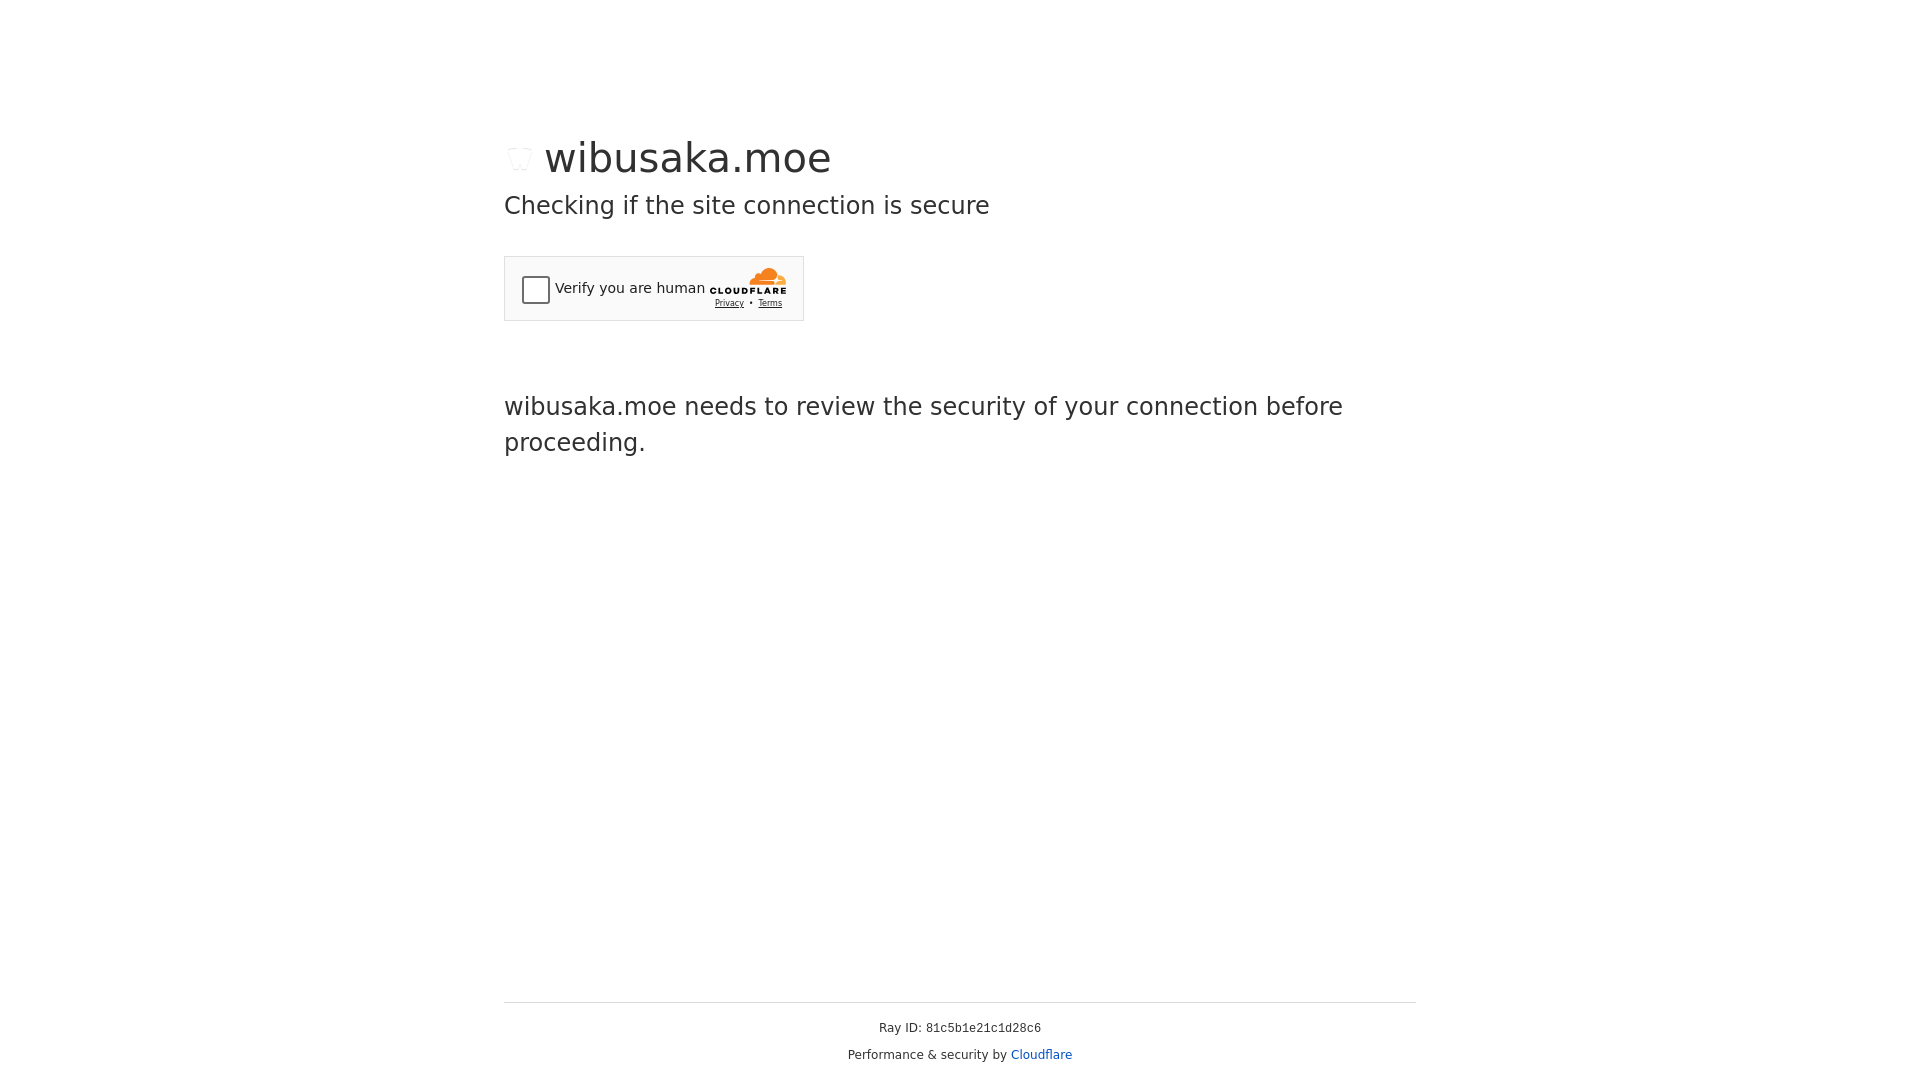 wibusaka.moe
Checking if the site connection is secure
Verify you are human
CLOUDFLARE
Privacy • Terms
wibusaka.moe needs to review the security of your connection before
proceeding.
Ray ID: 81c5b1e21c1d28c6
Performance & security by Cloudflare